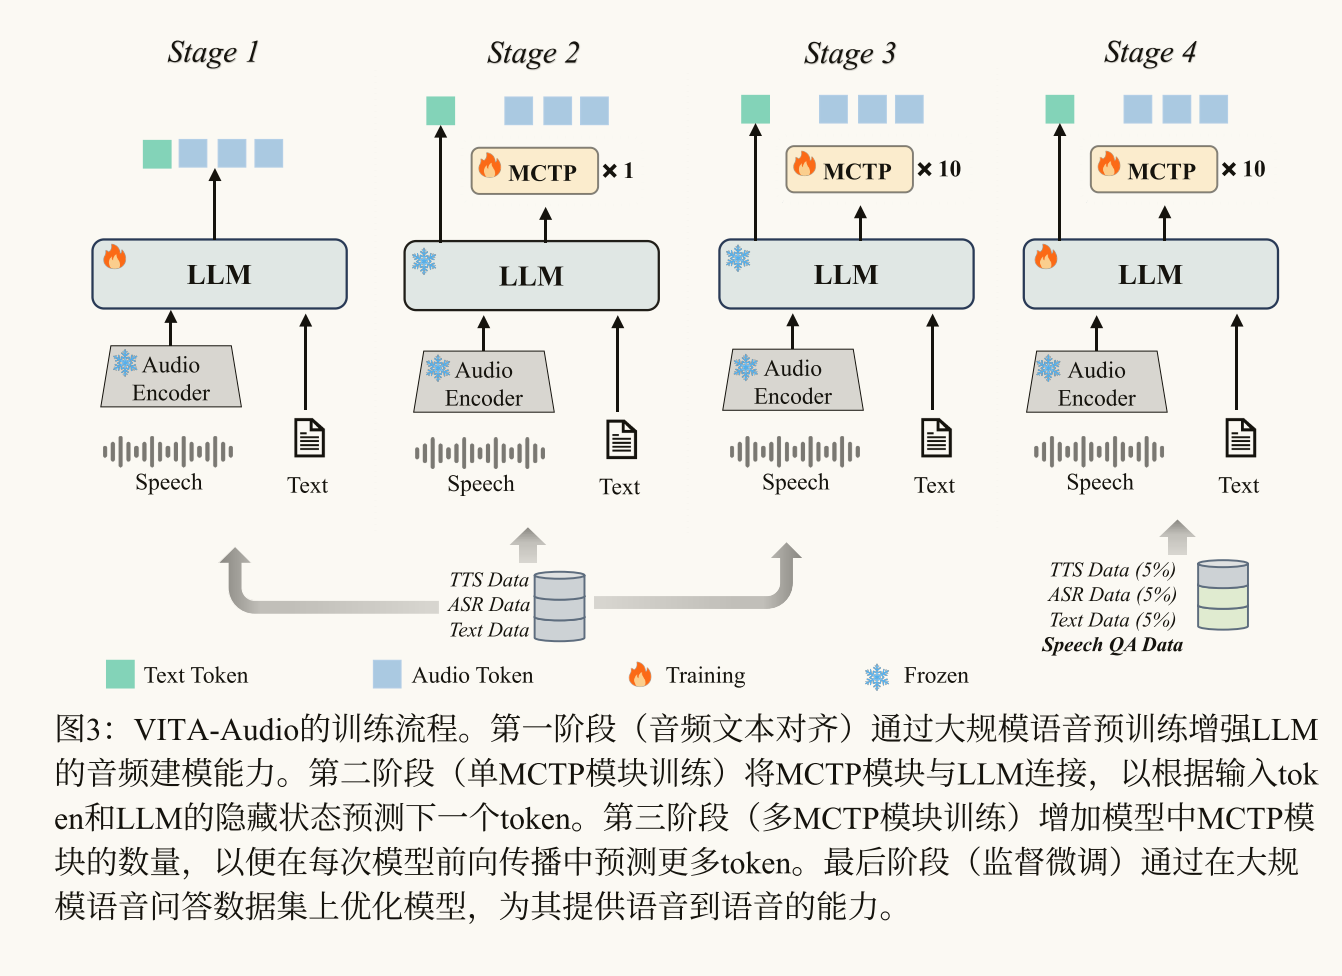 Stage 1
Stage 2
Stage 3
Stage 4
MCTP × 1
MCTP × 10
MCTP × 10
LLM
LLM
LLM
LLM
Audio
Encoder
Audio
Encoder
Audio
Encoder
Audio
Encoder
Speech
Text
Speech
Text
Speech
Text
Speech
Text
TTS Data
ASR Data
Text Data
TTS Data (5%)
ASR Data (5%)
Text Data (5%)
Speech QA Data
Text Token
Audio Token
Training
Frozen
图3：VITA-Audio的训练流程。第一阶段（音频文本对齐）通过大规模语音预训练增强LLM
的音频建模能力。第二阶段（单MCTP模块训练）将MCTP模块与LLM连接，以根据输入tok
en和LLM的隐藏状态预测下一个token。第三阶段（多MCTP模块训练）增加模型中MCTP模
块的数量，以便在每次模型前向传播中预测更多token。最后阶段（监督微调）通过在大规
模语音问答数据集上优化模型，为其提供语音到语音的能力。